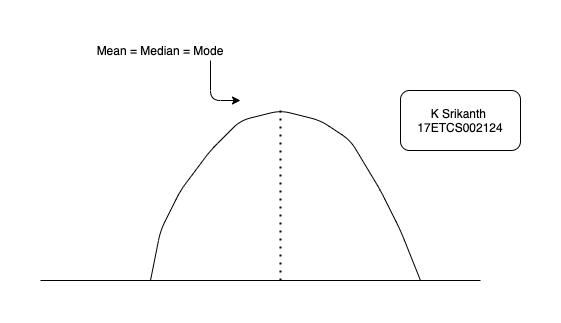 Mean = Median = Mode
K Srikanth
17ETCS002124